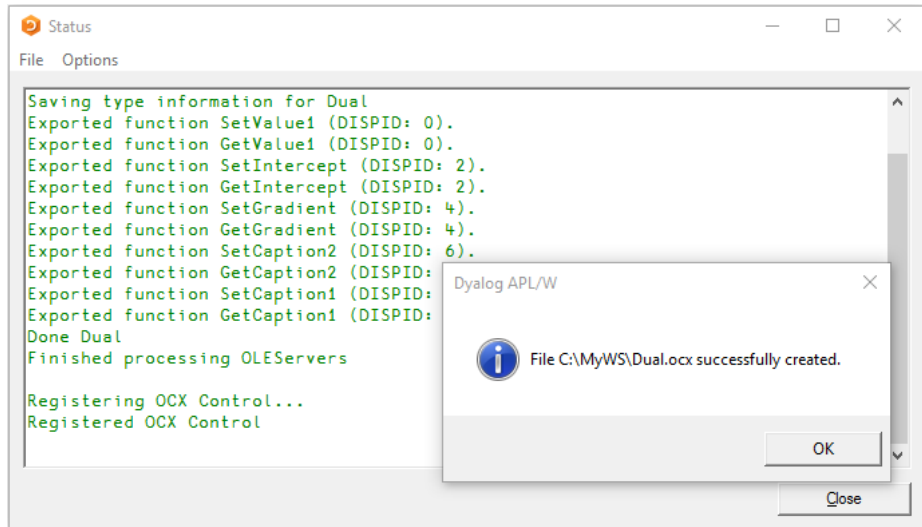 Status
File Options
Saving type information for Dual
Exported function SetValue1 (DISPID: 0).
Exported function GetValue1 (DISPID: 0).
Exported function SetIntercept (DISPID: 2).
Exported function GetIntercept (DISPID: 2).
Exported function SetGradient (DISPID: 4).
Exported function GetGradient (DISPID: 4).
Exported function SetCaption2 (DISPID: 6).
Exported function GetCaption2 (DISPID:
Exported function SetCaption1 (DISPID:
Exported function GetCaption1 (DISPID:
Done Dual
Finished processing OLEServers
Registering OCX Control...
Registered OCX Control
Dyalog APL/W
File C:\MyWS\Dual.ocx successfully created.
OK
Close